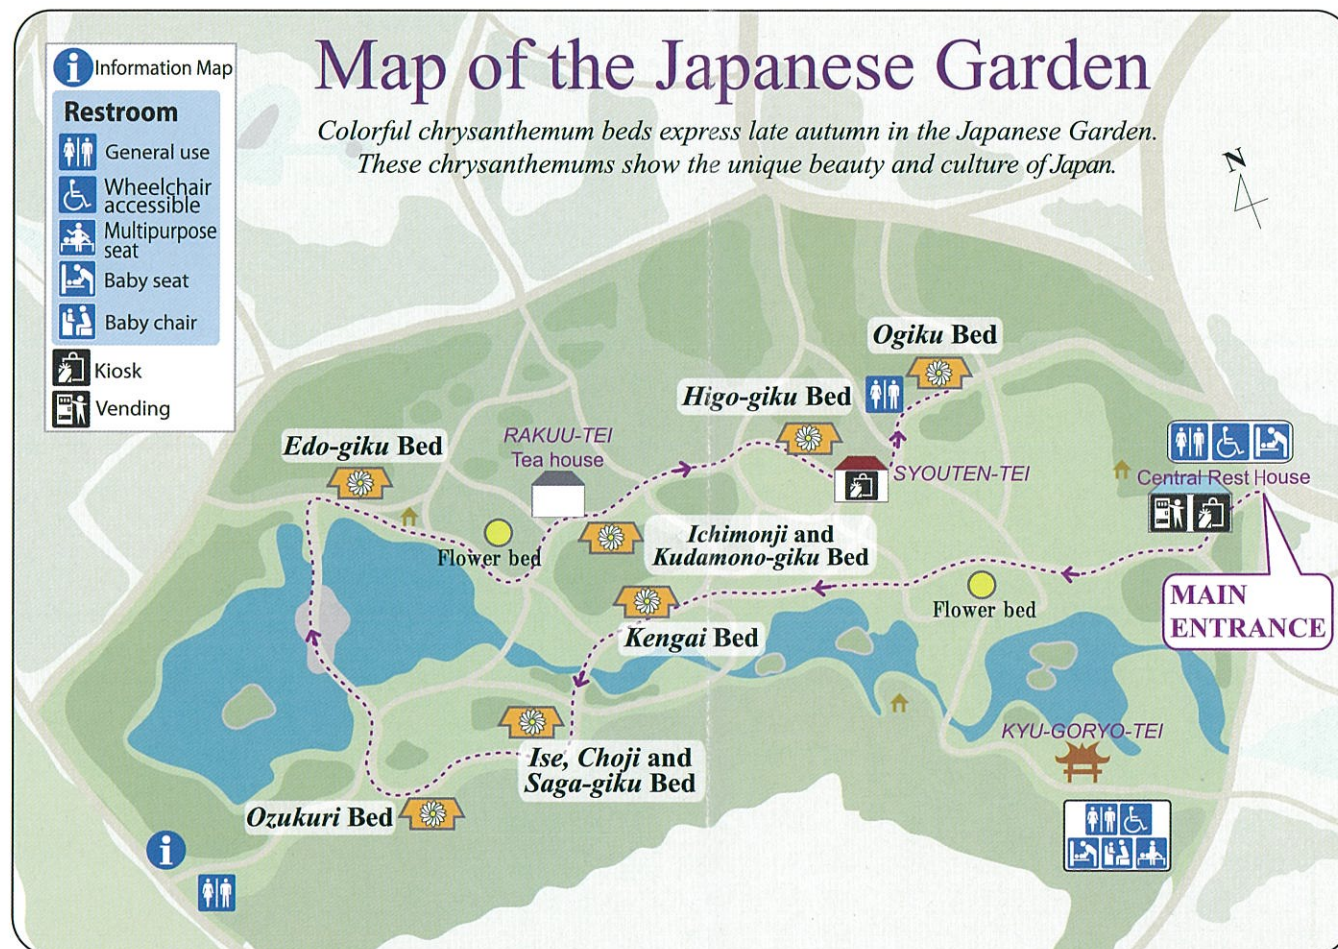 Map of the Japanese Garden
Colorful chrysanthemum beds express late autumn in the Japanese Garden.
These chrysanthemums show the unique beauty and culture of Japan.
i Information Map
Restroom
General use
Wheelchair
accessible
Multipurpose
seat
Baby seat
Baby chair
Kiosk
Vending
N
Ogiku Bed
Higo-giku Bed
Edo-giku Bed
RAKUU-TEI
Tea house
SYOUTEN-TEI
Central Rest House
Flower bed
Ichimonji and
Kudamono-giku Bed
Flower bed
MAIN
ENTRANCE
Kengai Bed
Ise, Choji and
Saga-giku Bed
KYU-GORYO-TEI
Ozukuri Bed
i